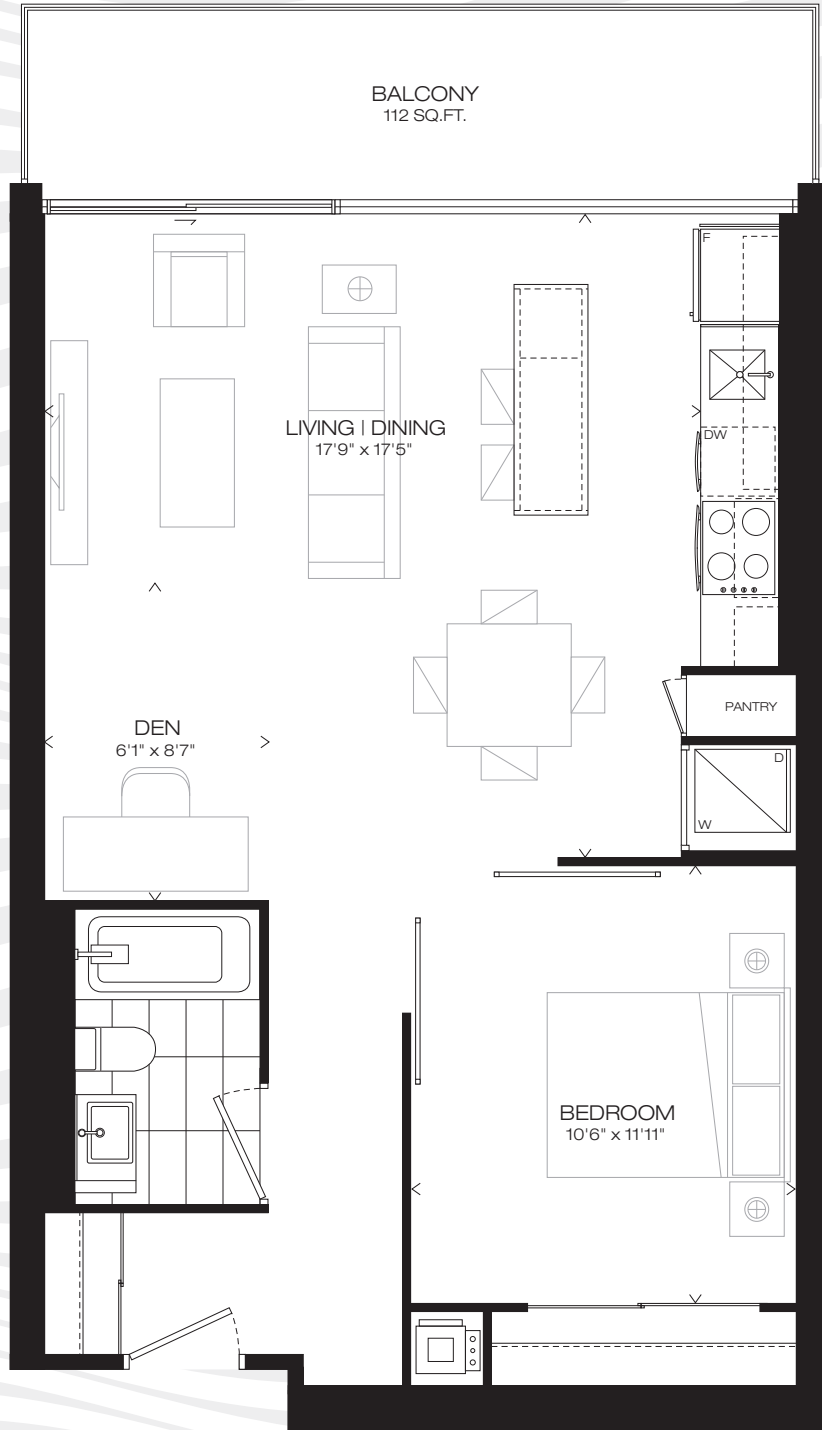 BALCONY
112 SQ.FT.
F
LIVING | DINING
17'9" x 17'5"
DW
PANTRY
DEN
6'1" x 8'7"
D
W
BEDROOM
10'6" x 11'11"